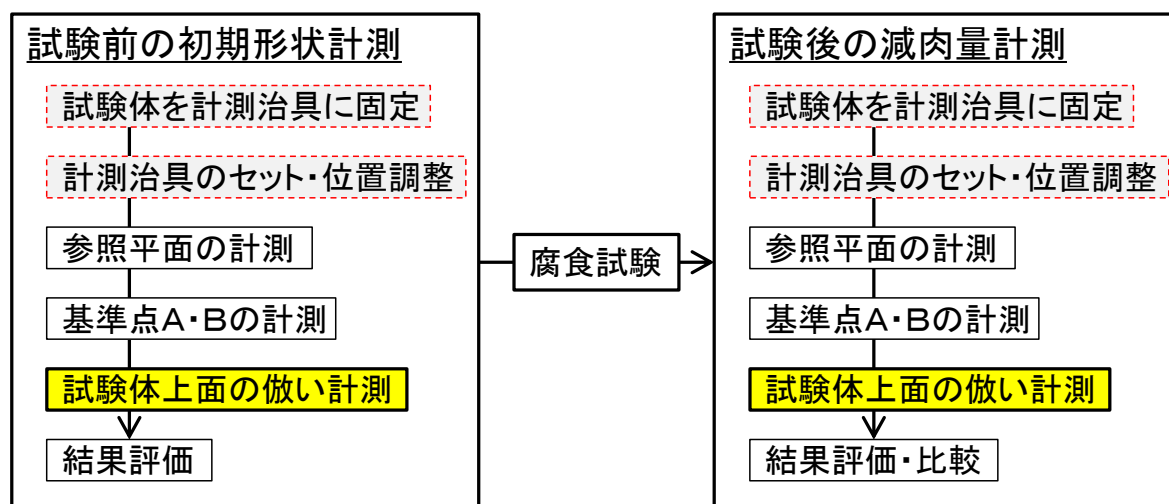 試験前の初期形状計測
試験体を計測治具に固定
計測治具のセット・位置調整
参照平面の計測
基準点A・Bの計測
試験体上面の倣い計測
結果評価
腐食試験
試験後の減肉量計測
試験体を計測治具に固定
計測治具のセット・位置調整
参照平面の計測
基準点A・Bの計測
試験体上面の倣い計測
結果評価・比較